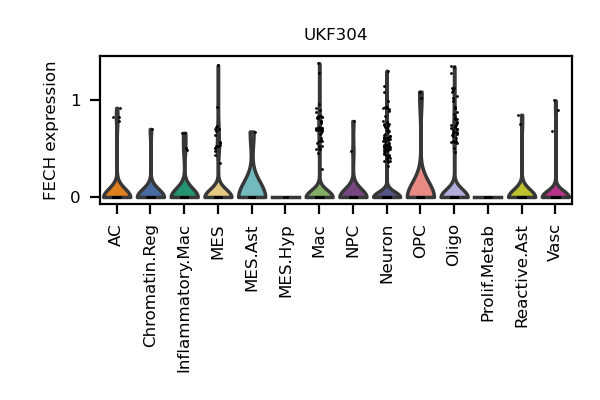 UKF304
FECH expression
1
0
AC
Chromatin.Reg
Inflammatory.Mac
MES
MES.Ast
MES.Hyp
Mac
NPC
Neuron
OPC
Oligo
Prolif.Metab
Reactive.Ast
Vasc